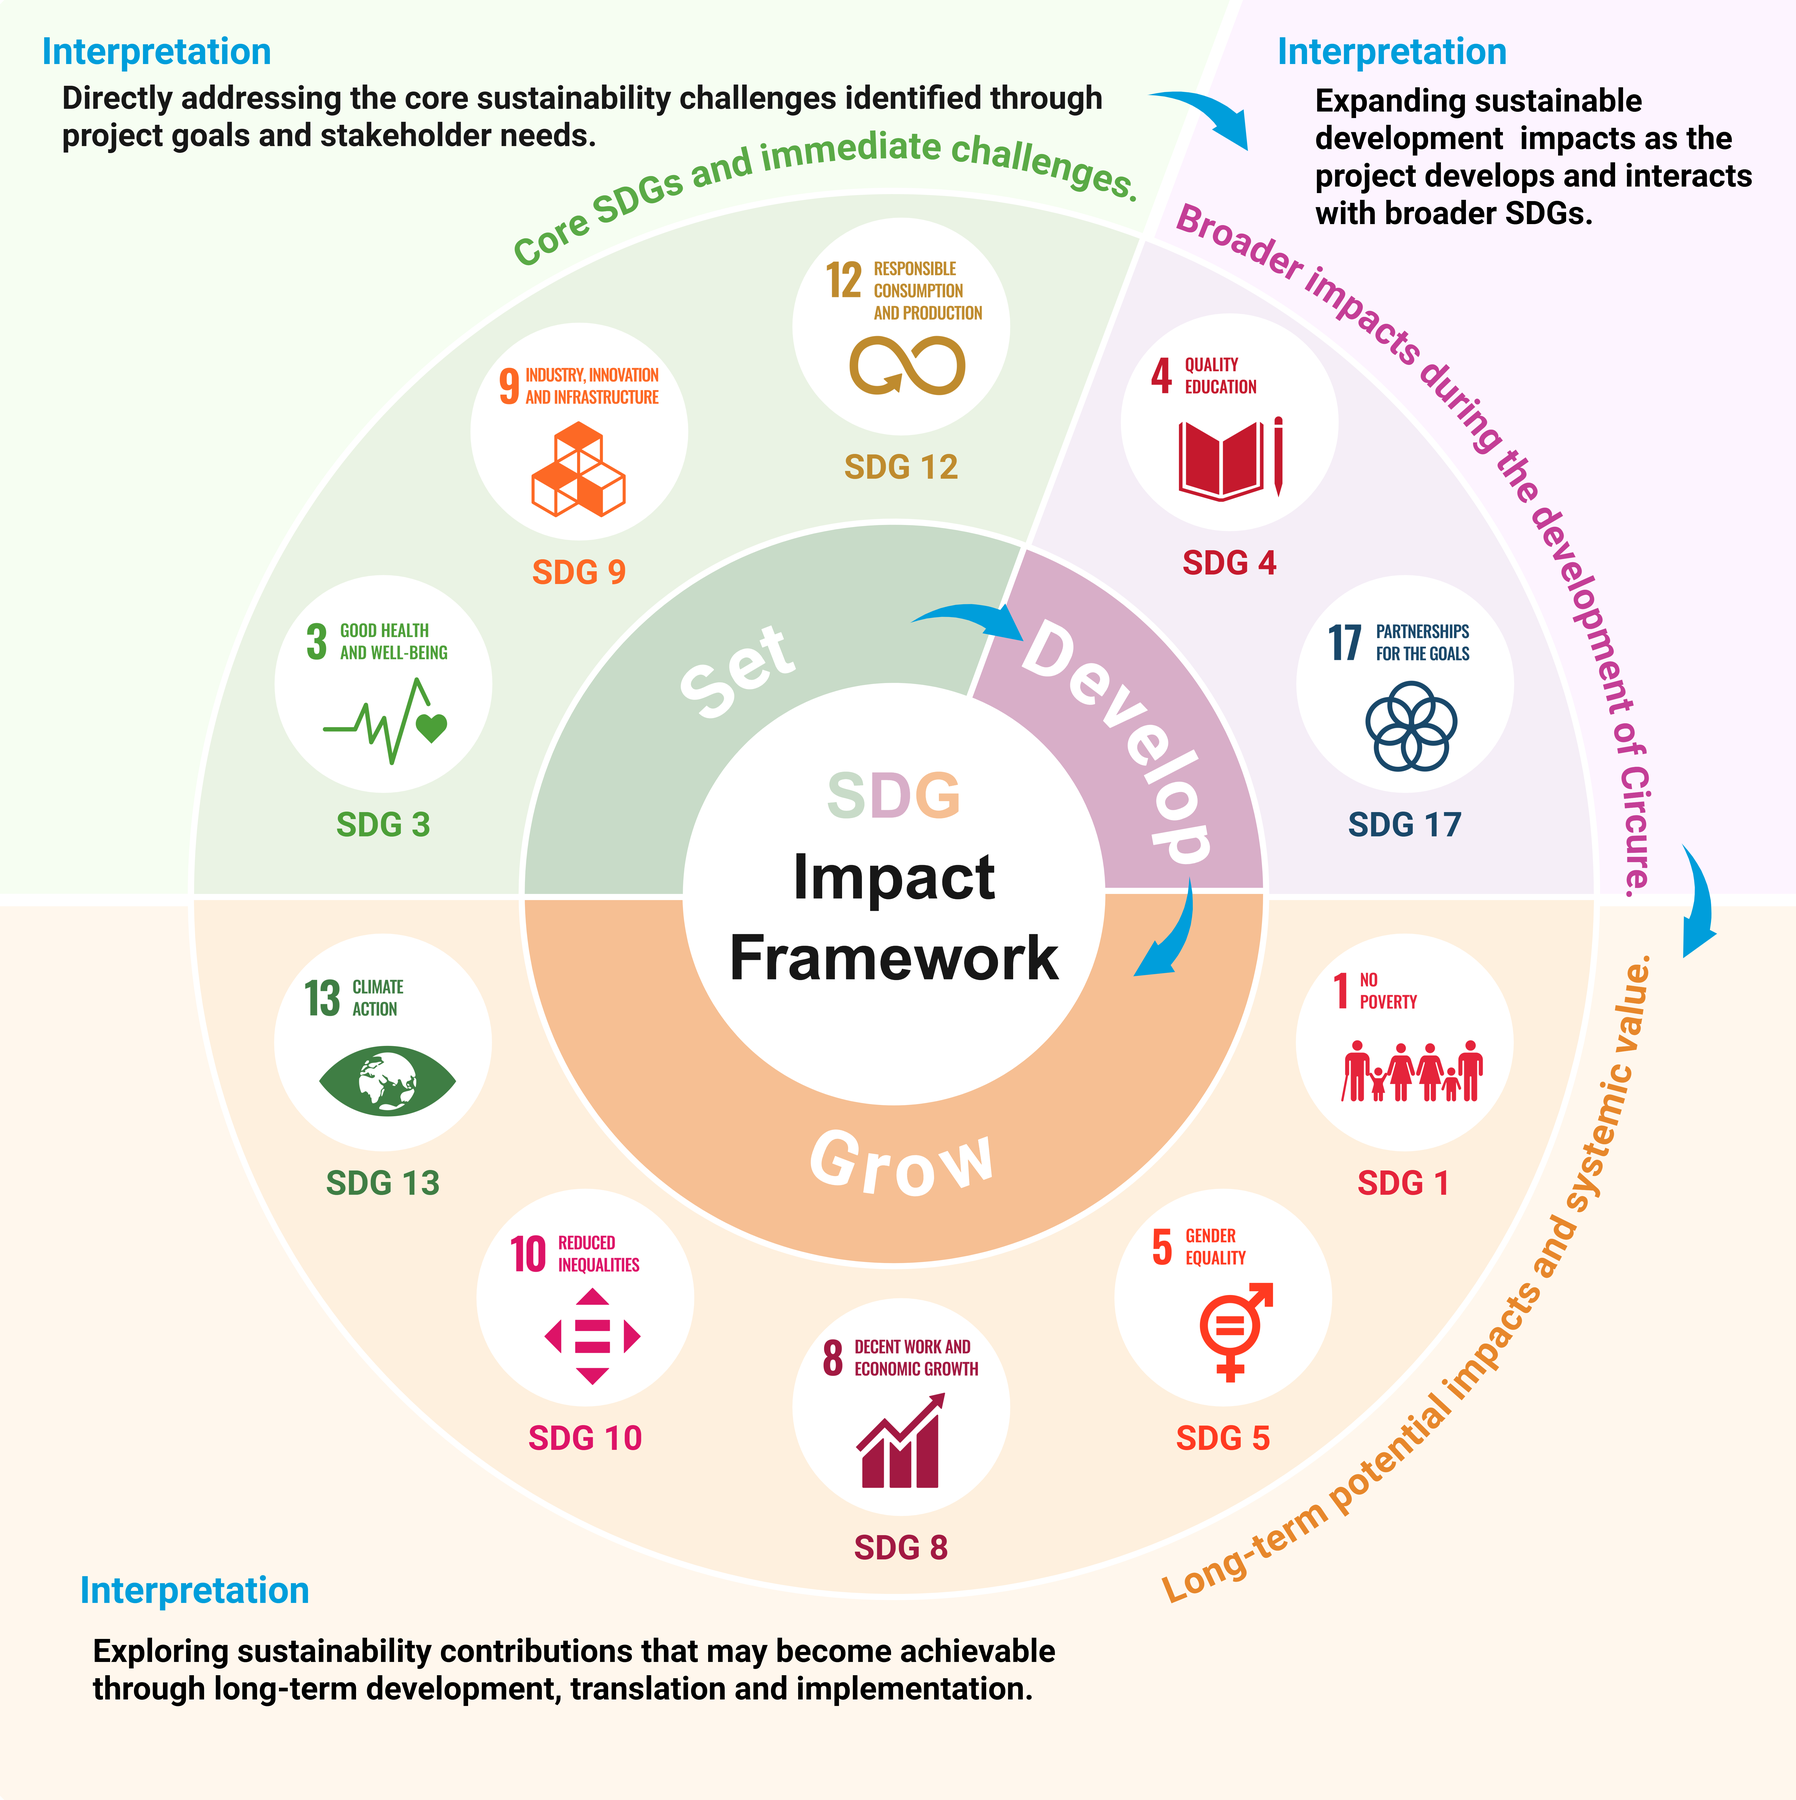 Interpretation
Directly addressing the core sustainability challenges identified through
project goals and stakeholder needs.
Interpretation
Expanding sustainable
development  impacts as the
project develops and interacts
with broader SDGs.
Core SDGs and immediate challenges.
Broader impacts during the development of Circure.
12 RESPONSIBLE
CONSUMPTION
AND PRODUCTION
SDG 12
9 INDUSTRY, INNOVATION
AND INFRASTRUCTURE
SDG 9
3 GOOD HEALTH
AND WELL-BEING
SDG 3
4 QUALITY
EDUCATION
SDG 4
17 PARTNERSHIPS
FOR THE GOALS
SDG 17
Set
Develop
SDG
Impact
Framework
Grow
13 CLIMATE
ACTION
SDG 13
10 REDUCED
INEQUALITIES
SDG 10
8 DECENT WORK AND
ECONOMIC GROWTH
SDG 8
5 GENDER
EQUALITY
SDG 5
1 NO
POVERTY
SDG 1
Long-term potential impacts and systemic value.
Interpretation
Exploring sustainability contributions that may become achievable
through long-term development, translation and implementation.